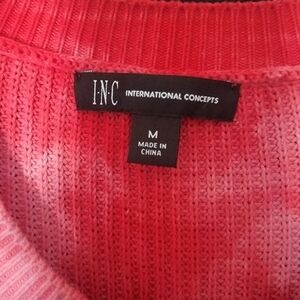 I·N·C INTERNATIONAL CONCEPTS
M
MADE IN
CHINA